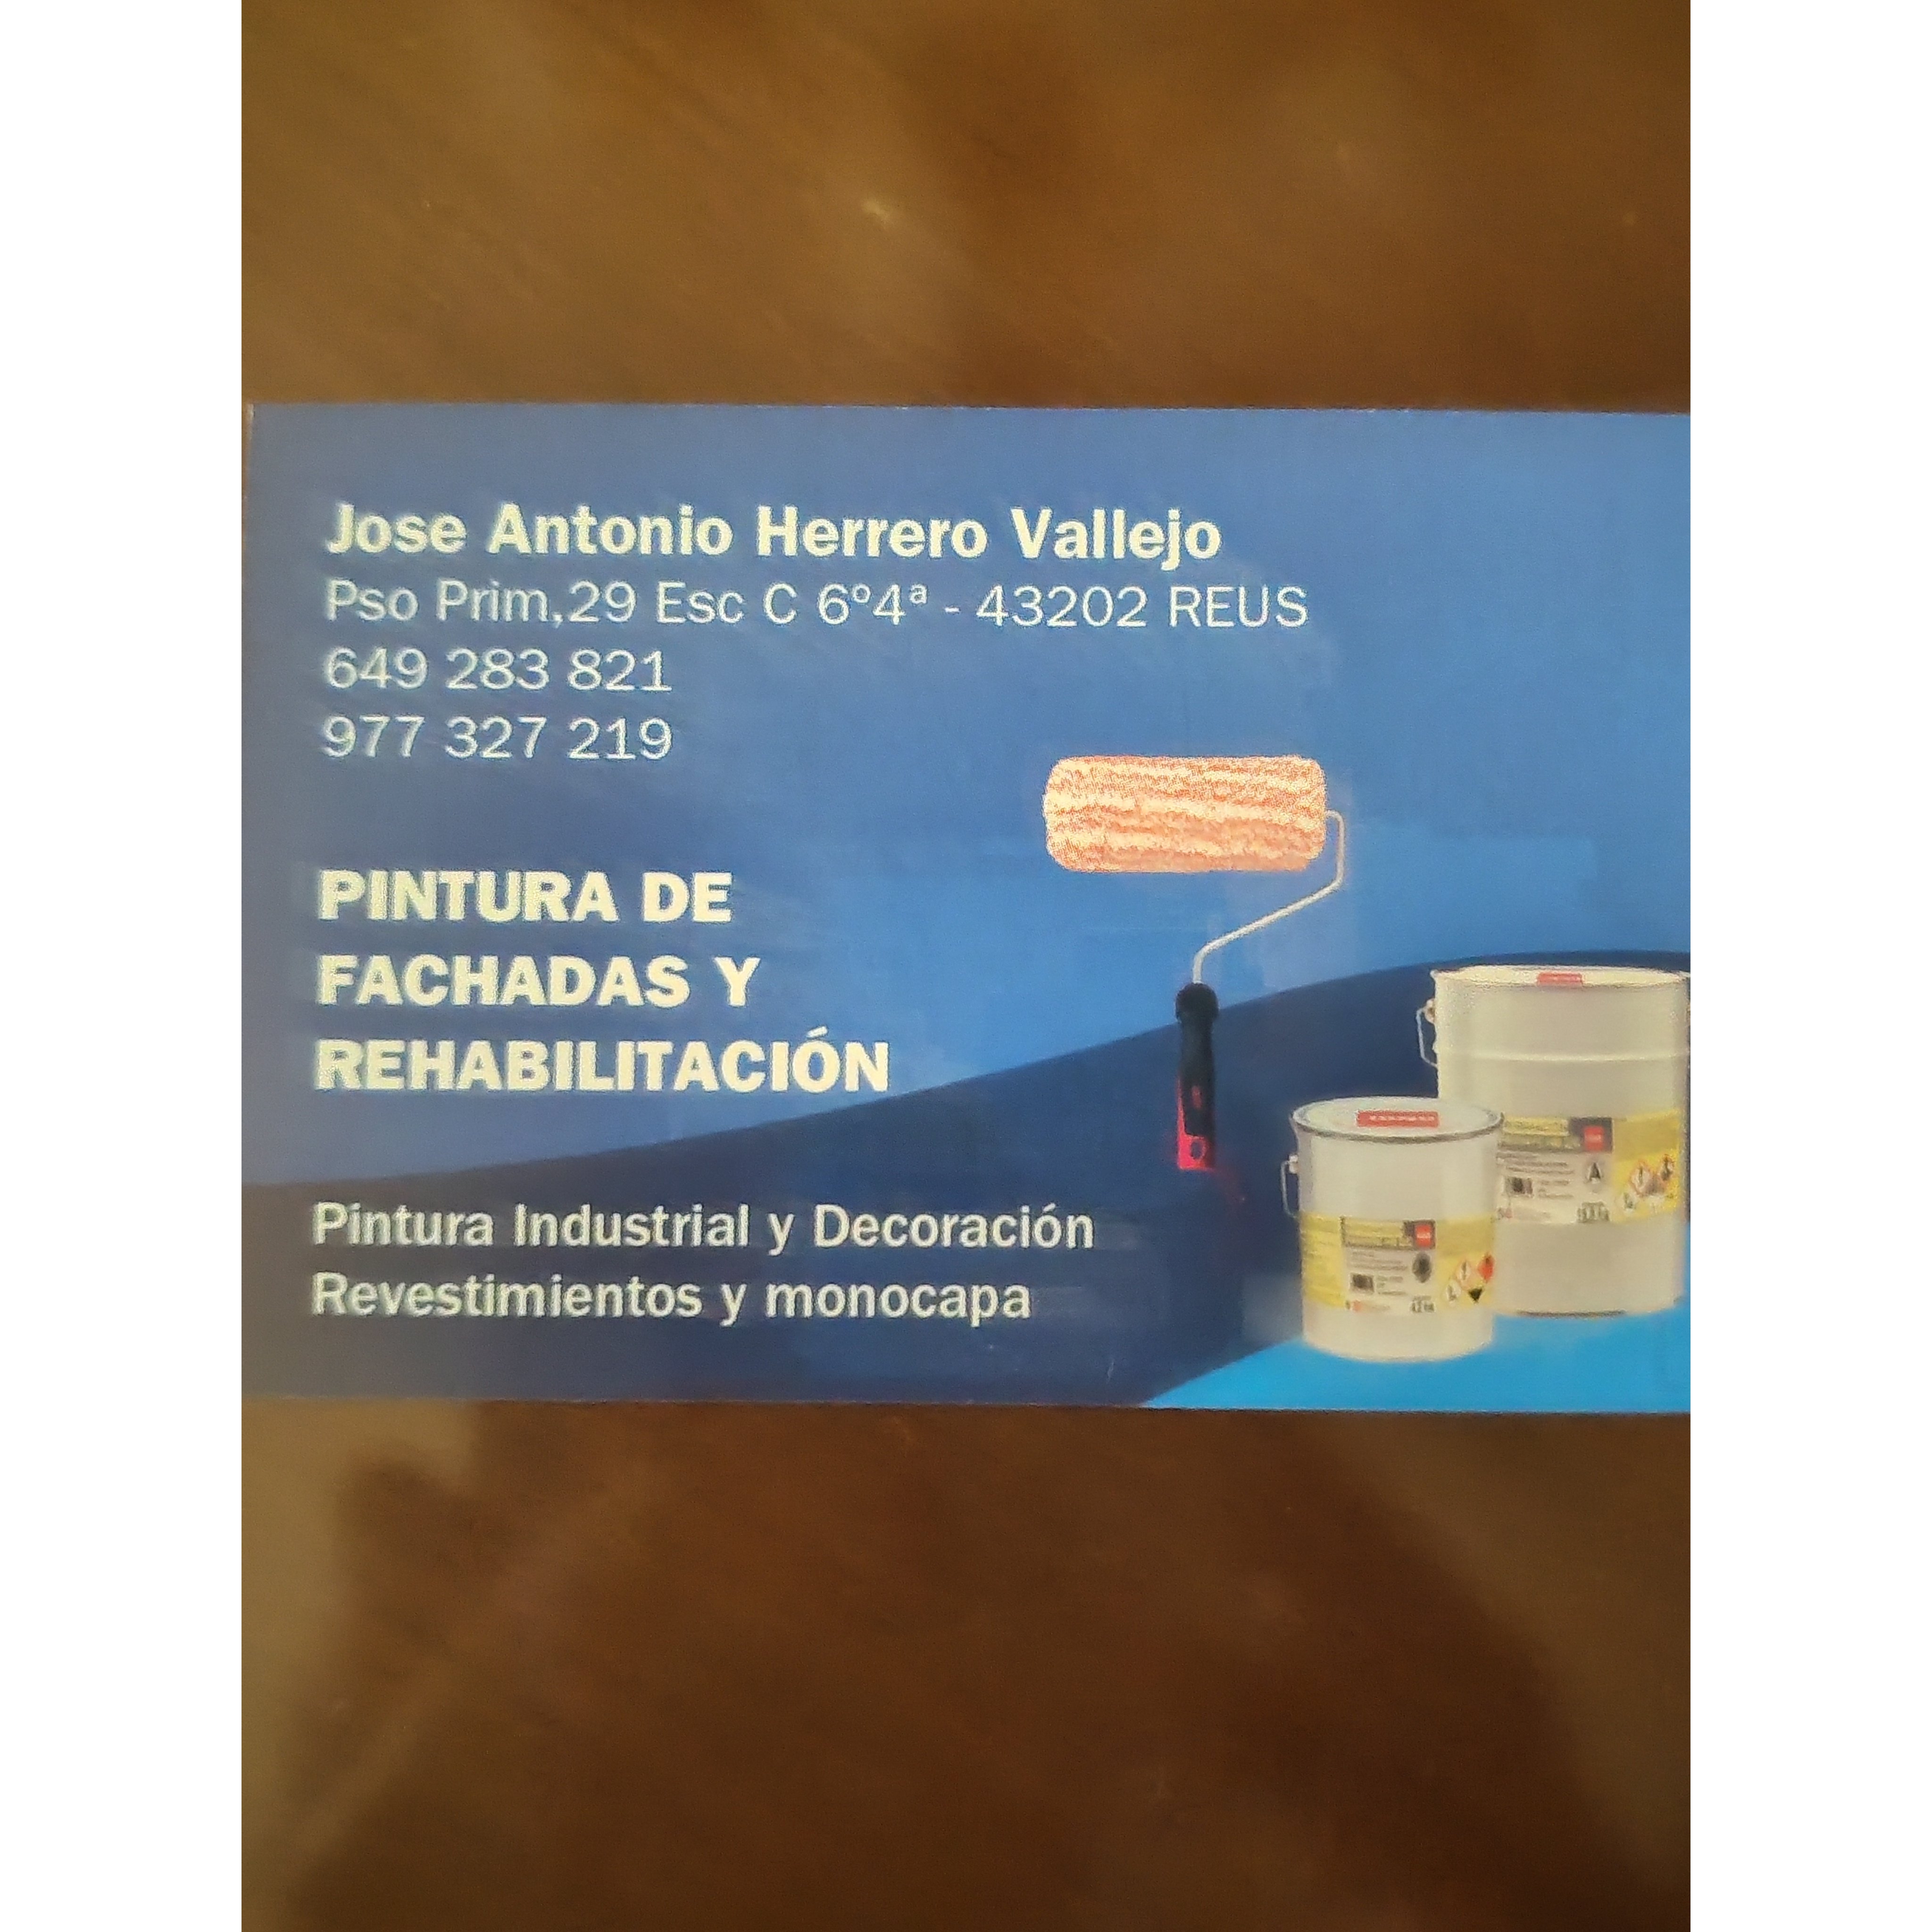 Jose Antonio Herrero Vallejo
Pso Prim,29 Esc C 6º4ª - 43202 REUS
649 283 821
977 327 219
PINTURA DE
FACHADAS Y
REHABILITACIÓN
Pintura Industrial y Decoración
Revestimientos y monocapa